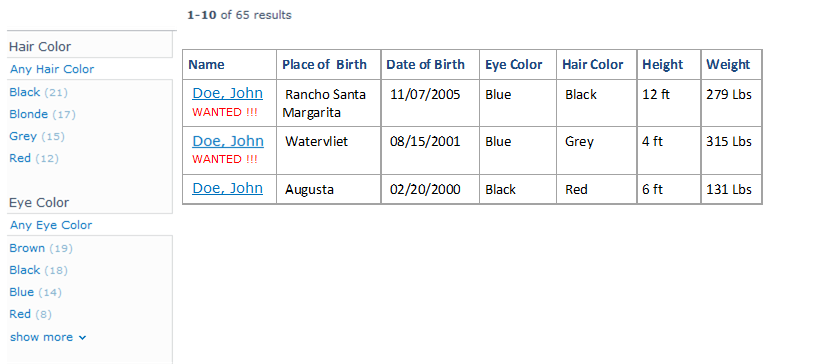 1-10 of 65 results
Hair Color
Any Hair Color
Black (21)
Blonde (17)
Grey (15)
Red (12)
Eye Color
Any Eye Color
Brown (19)
Black (18)
Blue (14)
Red (8)
show more
Name Place of Birth Date of Birth Eye Color Hair Color Height Weight
Doe, John Rancho Santa 11/07/2005 Blue Black 12 ft 279 Lbs
WANTED !!! Margarita
Doe, John Watervliet 08/15/2001 Blue Grey 4 ft 315 Lbs
WANTED !!!
Doe, John Augusta 02/20/2000 Black Red 6 ft 131 Lbs